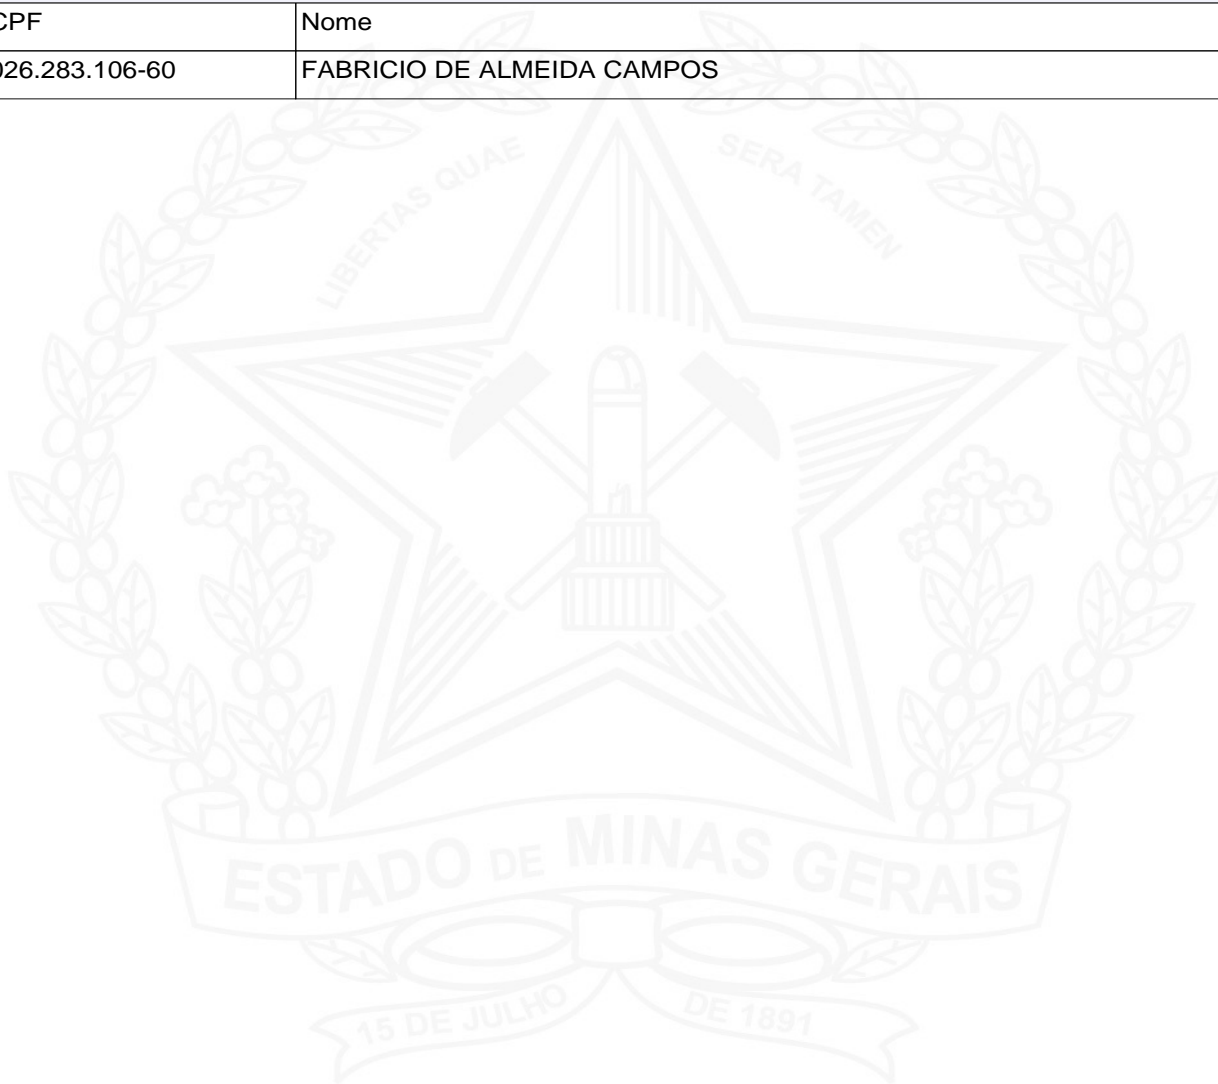 CPF Nome
026.283.106-60 FABRICIO DE ALMEIDA CAMPOS
LIBERTAS QUAE SERA TAMEN
ESTADO DE MINAS GERAIS
15 DE JULHO DE 1891